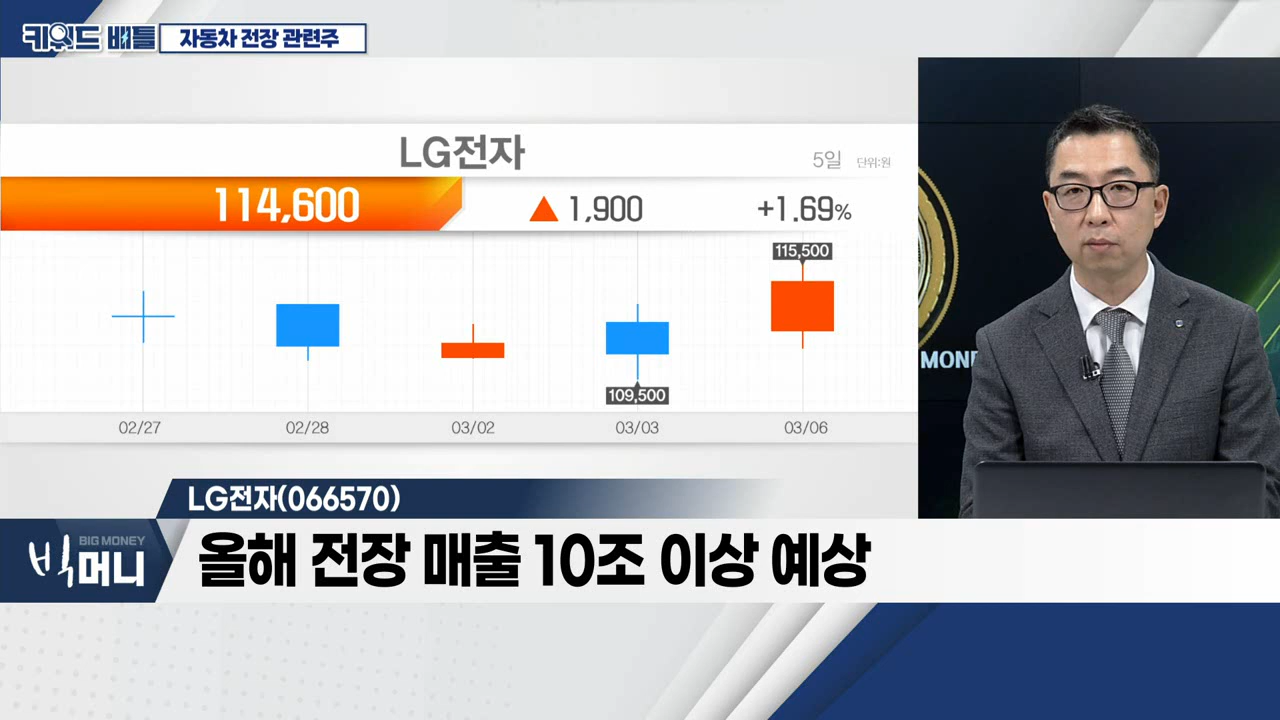 키워드 배틀
자동차 전장 관련주
LG전자
5일 단위:원
114,600 ▲ 1,900 +1.69%
115,500
109,500
02/27 02/28 03/02 03/03 03/06
MONE
LG전자(066570)
BIG MONEY
빅머니
올해 전장 매출 10조 이상 예상